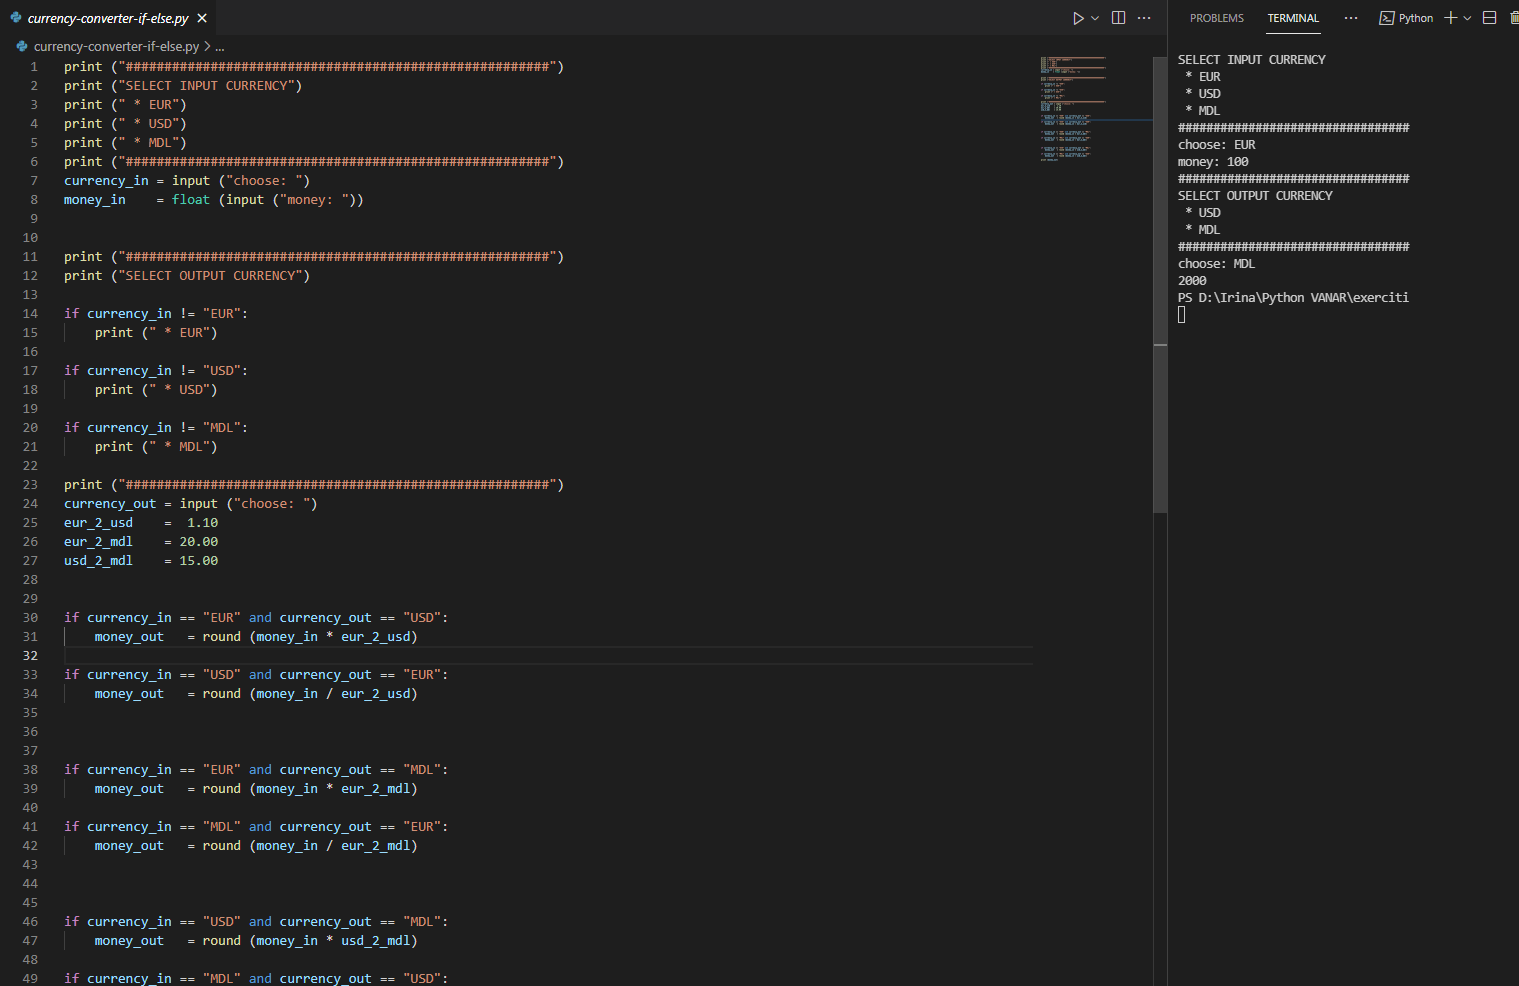 currency-converter-if-else.py
currency-converter-if-else.py > ...
1 print ("#######################################################")
2 print ("SELECT INPUT CURRENCY")
3 print (" * EUR")
4 print (" * USD")
5 print (" * MDL")
6 print ("#######################################################")
7 currency_in = input ("choose: ")
8 money_in    = float (input ("money: "))
9
10
11 print ("#######################################################")
12 print ("SELECT OUTPUT CURRENCY")
13
14 if currency_in != "EUR":
15     print (" * EUR")
16
17 if currency_in != "USD":
18     print (" * USD")
19
20 if currency_in != "MDL":
21     print (" * MDL")
22
23 print ("#######################################################")
24 currency_out = input ("choose: ")
25 eur_2_usd    =  1.10
26 eur_2_mdl    = 20.00
27 usd_2_mdl    = 15.00
28
29
30 if currency_in == "EUR" and currency_out == "USD":
31     money_out   = round (money_in * eur_2_usd)
32
33 if currency_in == "USD" and currency_out == "EUR":
34     money_out   = round (money_in / eur_2_usd)
35
36
37
38 if currency_in == "EUR" and currency_out == "MDL":
39     money_out   = round (money_in * eur_2_mdl)
40
41 if currency_in == "MDL" and currency_out == "EUR":
42     money_out   = round (money_in / eur_2_mdl)
43
44
45
46 if currency_in == "USD" and currency_out == "MDL":
47     money_out   = round (money_in * usd_2_mdl)
48
49 if currency_in == "MDL" and currency_out == "USD":
PROBLEMS TERMINAL ... Python
SELECT INPUT CURRENCY
 * EUR
 * USD
 * MDL
#################################
choose: EUR
money: 100
#################################
SELECT OUTPUT CURRENCY
 * USD
 * MDL
#################################
choose: MDL
2000
PS D:\Irina\Python VANAR\exerciti